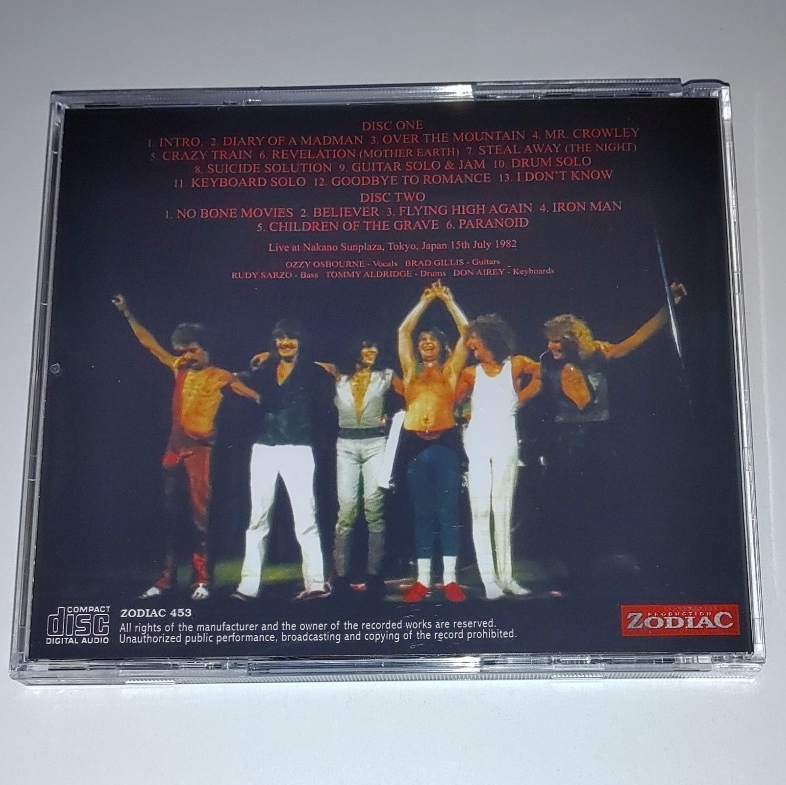 DISC ONE
1. INTRO. 2. DIARY OF A MADMAN 3. OVER THE MOUNTAIN 4. MR. CROWLEY
5. CRAZY TRAIN 6. REVELATION (MOTHER EARTH) 7. STEAL AWAY (THE NIGHT)
8. SUICIDE SOLUTION 9. GUITAR SOLO & JAM 10. DRUM SOLO
11. KEYBOARD SOLO 12. GOODBYE TO ROMANCE 13. I DON'T KNOW
DISC TWO
1. NO BONE MOVIES 2. BELIEVER 3. FLYING HIGH AGAIN 4. IRON MAN
5. CHILDREN OF THE GRAVE 6. PARANOID
Live at Nakano Sunplaza, Tokyo, Japan 15th July 1982
OZZY OSBOURNE - Vocals BRAD GILLIS - Guitars
RUDY SARZO - Bass TOMMY ALDRIDGE - Drums DON AIREY - Keyboards
COMPACT
disc
DIGITAL AUDIO
ZODIAC 453
All rights of the manufacturer and the owner of the recorded works are reserved.
Unauthorized public performance, broadcasting and copying of the record prohibited.
PRODUCTION
ZODIAC